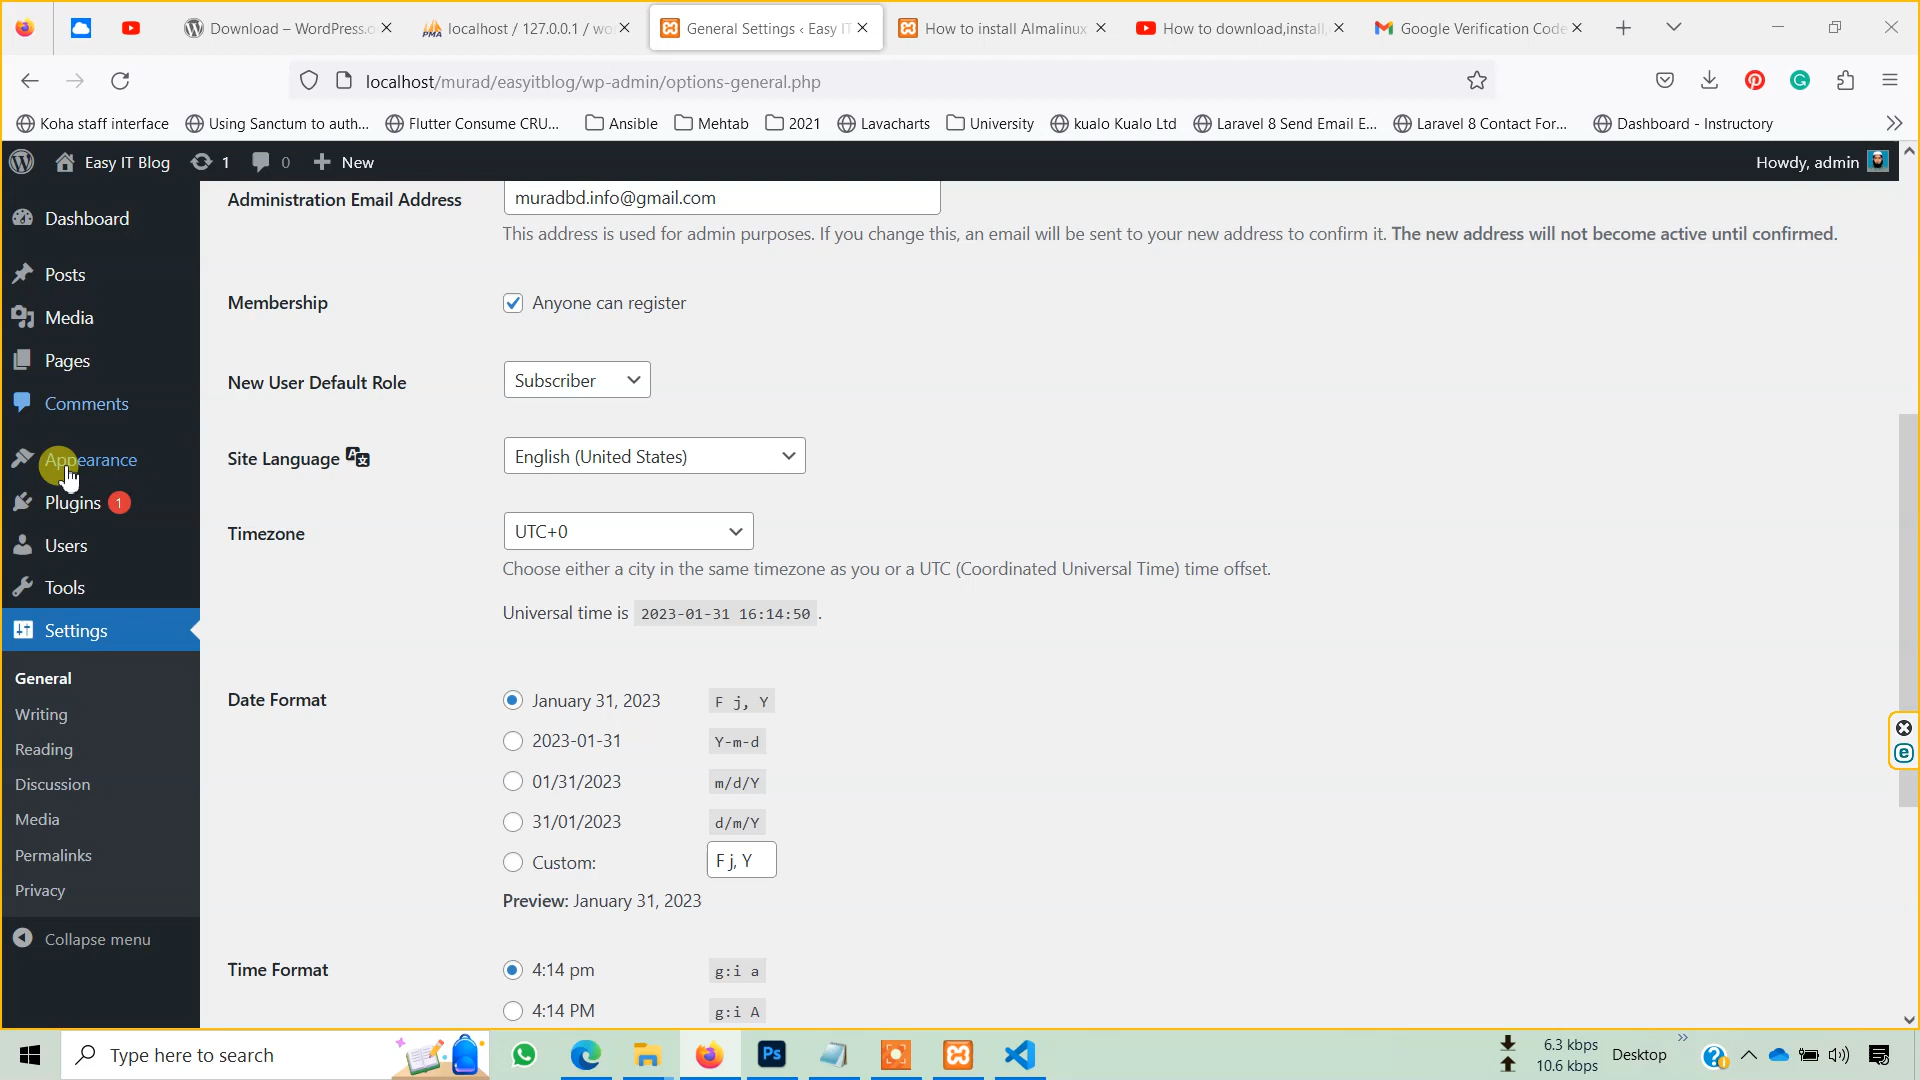 Download – WordPress.o
localhost / 127.0.0.1 / wo
General Settings ‹ Easy IT
How to install Almalinux
How to download,install,
Google Verification Code
localhost/murad/easyitblog/wp-admin/options-general.php
Koha staff interface
Using Sanctum to auth...
Flutter Consume CRU...
Ansible
Mehtab
2021
Lavacharts
University
kualo Kualo Ltd
Laravel 8 Send Email E...
Laravel 8 Contact For...
Dashboard - Instructory
Easy IT Blog
1
0
New
Howdy, admin
Dashboard
Posts
Media
Pages
Comments
Appearance
Plugins 1
Users
Tools
Settings
General
Writing
Reading
Discussion
Media
Permalinks
Privacy
Collapse menu
Administration Email Address
muradbd.info@gmail.com
This address is used for admin purposes. If you change this, an email will be sent to your new address to confirm it. The new address will not become active until confirmed.
Membership
Anyone can register
New User Default Role
Subscriber
Site Language
English (United States)
Timezone
UTC+0
Choose either a city in the same timezone as you or a UTC (Coordinated Universal Time) time offset.
Universal time is 2023-01-31 16:14:50 .
Date Format
January 31, 2023 F j, Y
2023-01-31 Y-m-d
01/31/2023 m/d/Y
31/01/2023 d/m/Y
Custom: F j, Y
Preview: January 31, 2023
Time Format
4:14 pm g:i a
4:14 PM g:i A
Type here to search
Ps
6.3 kbps
10.6 kbps
Desktop